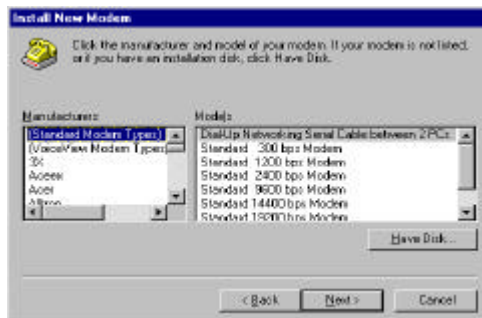 Install New Modem
Click the manufacturer and model of your modem. If your modem is not listed,
or if you have an installation disk, click Have Disk.
Manufacturers:
Models:
(Standard Modem Types)
(VoiceView Modem Types)
3X
Aceex
Acer
Dial-Up Networking Serial Cable between 2 PCs
Standard 300 bps Modem
Standard 1200 bps Modem
Standard 2400 bps Modem
Standard 9600 bps Modem
Standard 14400 bps Modem
Standard 19200 bps Modem
Have Disk...
< Back
Next >
Cancel